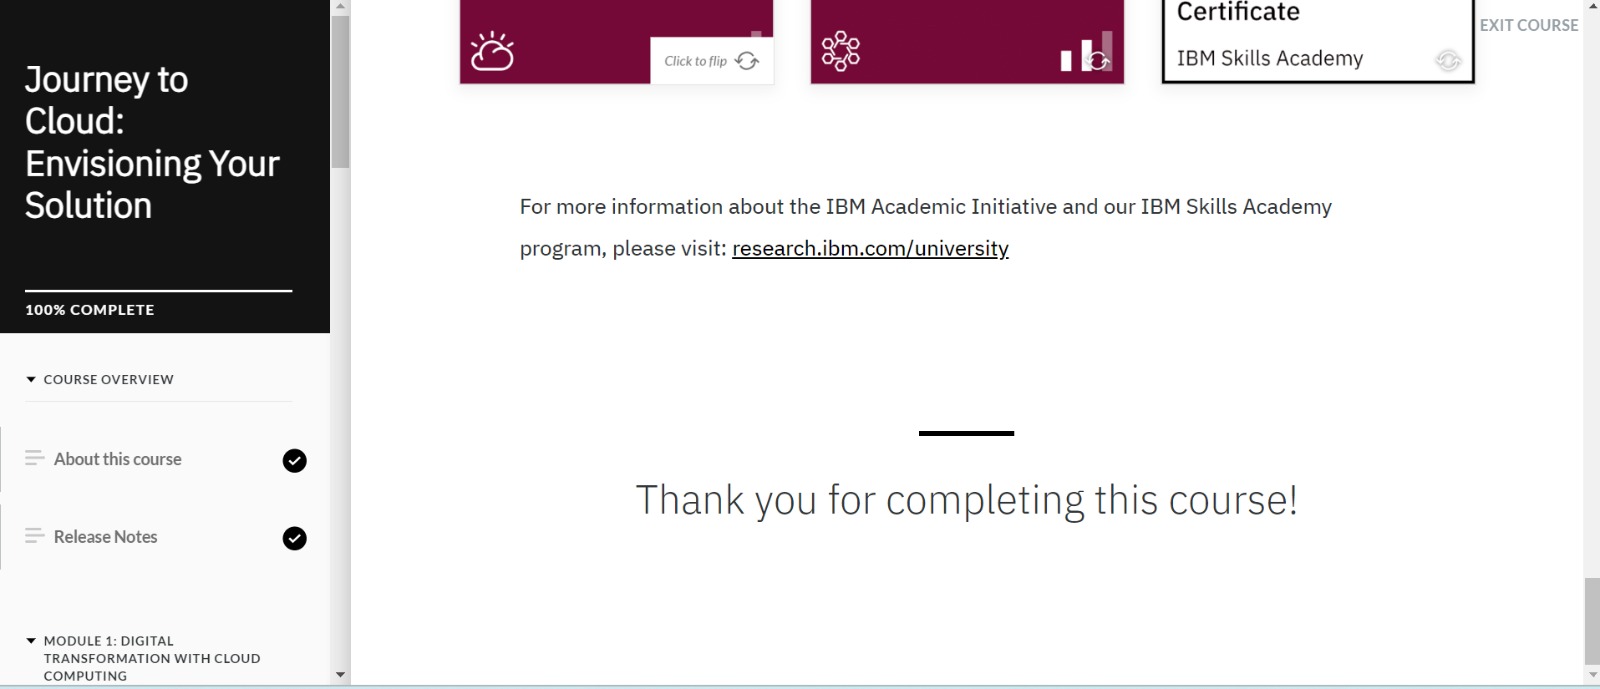 Journey to
Cloud:
Envisioning Your
Solution
100% COMPLETE
COURSE OVERVIEW
About this course
Release Notes
MODULE 1: DIGITAL
TRANSFORMATION WITH CLOUD
COMPUTING
EXIT COURSE
Click to flip
Certificate
IBM Skills Academy
For more information about the IBM Academic Initiative and our IBM Skills Academy
program, please visit: research.ibm.com/university
Thank you for completing this course!